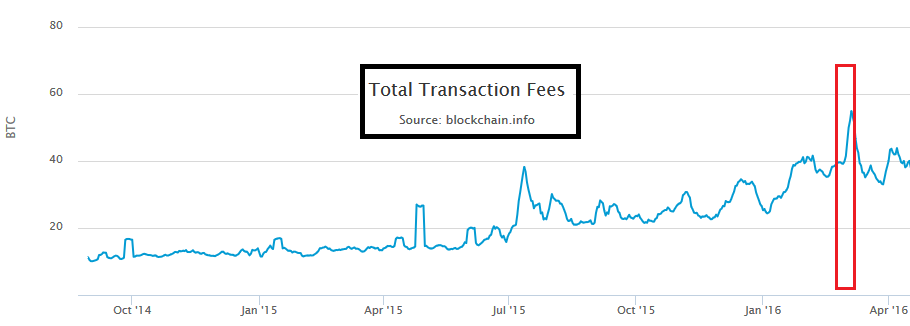 80
Total Transaction Fees
60
Source: blockchain.info
BTC
40
20
Oct '14 Jan '15 Apr '15 Jul '15 Oct '15 Jan '16 Apr '16